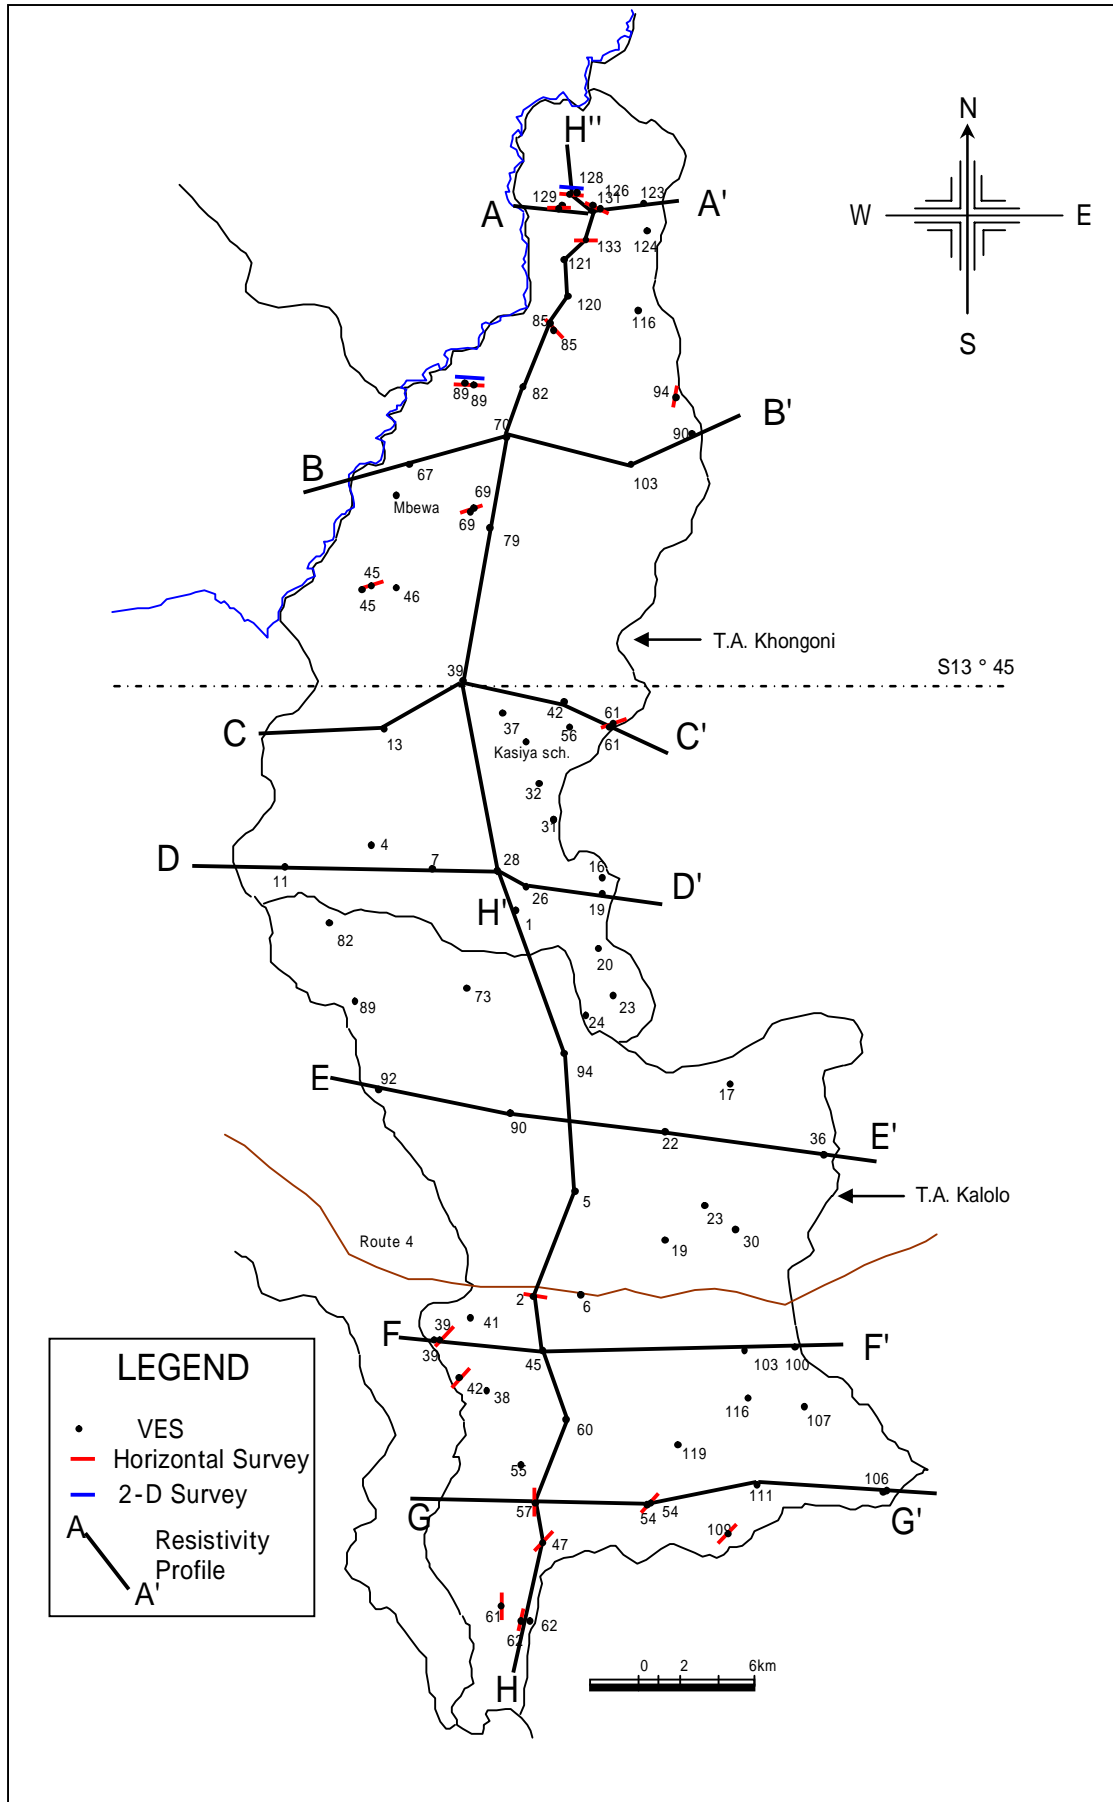 H''
N
W
E
S
128
126
129
131
123
A
A'
124
133
121
120
116
85
85
89
89
82
94
B'
70
90
B
67
103
Mbewa
69
69
79
45
45
46
T.A. Khongoni
S13 ° 45
39
42
61
37
56
61
C
C'
13
Kasiya sch.
32
31
4
D
7
28
16
11
26
19
D'
H'
1
82
20
73
89
23
24
94
92
E
17
90
22
36
E'
5
T.A. Kalolo
23
30
19
Route 4
2
6
41
39
F
39
45
103
100
F'
42
38
116
107
60
119
55
57
54
54
111
106
G
G'
47
109
61
62
62
H
0 2 6km
LEGEND
VES
Horizontal Survey
2-D Survey
A
Resistivity
Profile
A'